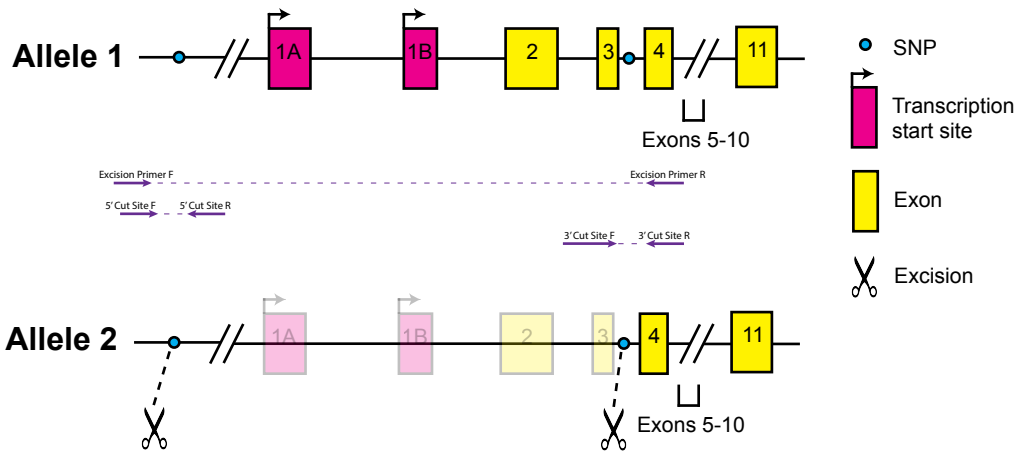 Allele 1
1A
1B
2
3
4
11
Exons 5-10
SNP
Transcription
start site
Exon
Excision
Excision Primer F
Excision Primer R
5' Cut Site F
5' Cut Site R
3' Cut Site F
3' Cut Site R
Allele 2
1A
1B
2
3
4
11
Exons 5-10